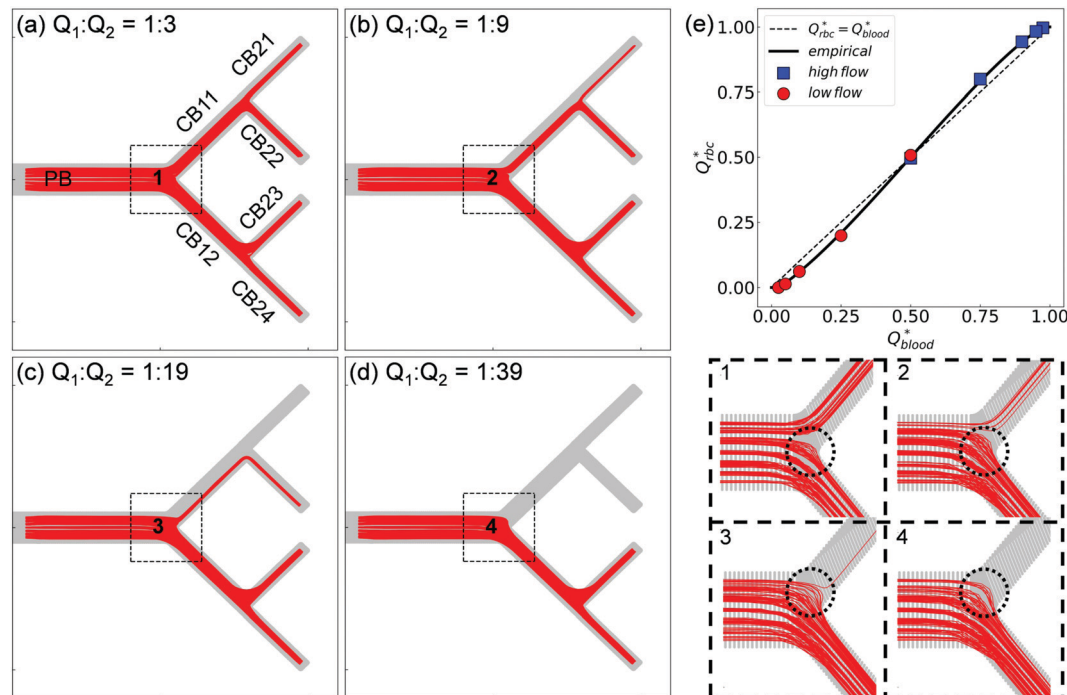 (a) Q₁:Q₂ = 1:3
CB21
CB11
CB22
PB
1
CB23
CB12
CB24
(b) Q₁:Q₂ = 1:9
2
(c) Q₁:Q₂ = 1:19
3
(d) Q₁:Q₂ = 1:39
4
(e)
1.00
0.75
0.50
0.25
0.00
Q*rbc
Q*rbc = Q*blood
empirical
high flow
low flow
0.00 0.25 0.50 0.75 1.00
Q*blood
1
2
3
4